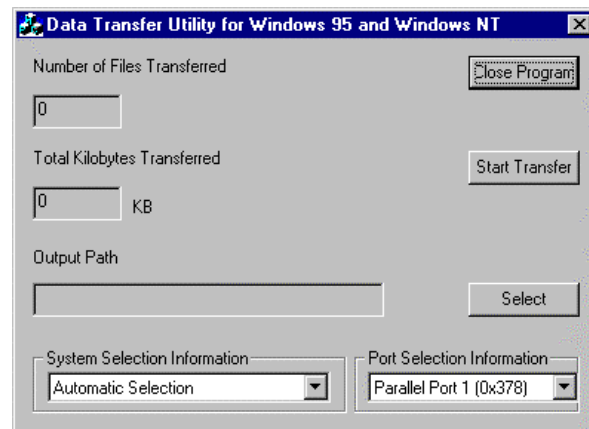 Data Transfer Utility for Windows 95 and Windows NT
Number of Files Transferred
Close Program
0
Total Kilobytes Transferred
Start Transfer
0 KB
Output Path
Select
System Selection Information
Port Selection Information
Automatic Selection
Parallel Port 1 (0x378)